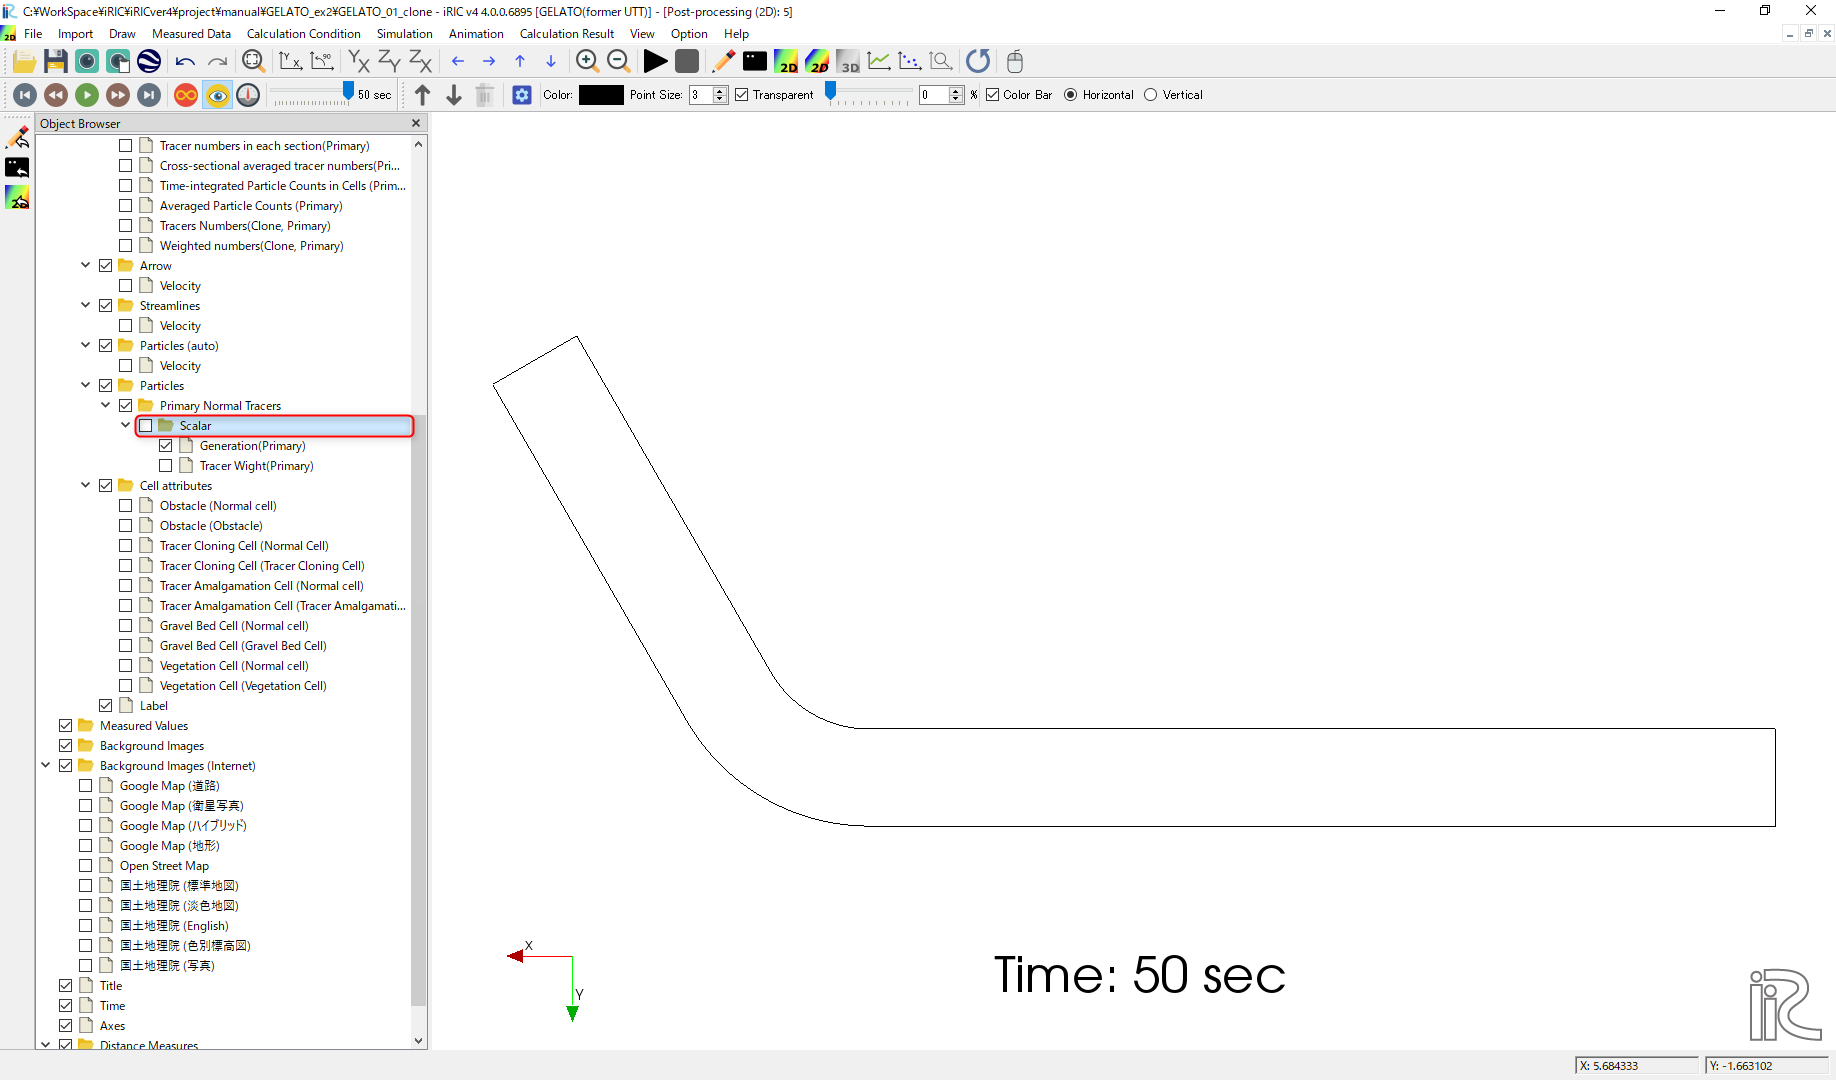 C:¥WorkSpace¥iRIC¥iRICver4¥project¥manual¥GELATO_ex2¥GELATO_01_clone - iRIC v4 4.0.0.6895 [GELATO(former UTT)] - [Post-processing (2D): 5]
File Import Draw Measured Data Calculation Condition Simulation Animation Calculation Result View Option Help
50 sec Color: Point Size: 3 Transparent 0 % Color Bar Horizontal Vertical
Object Browser
Tracer numbers in each section(Primary)
Cross-sectional averaged tracer numbers(Pri...
Time-integrated Particle Counts in Cells (Prim...
Averaged Particle Counts (Primary)
Tracers Numbers(Clone, Primary)
Weighted numbers(Clone, Primary)
Arrow
Velocity
Streamlines
Velocity
Particles (auto)
Velocity
Particles
Primary Normal Tracers
Scalar
Generation(Primary)
Tracer Wight(Primary)
Cell attributes
Obstacle (Normal cell)
Obstacle (Obstacle)
Tracer Cloning Cell (Normal Cell)
Tracer Cloning Cell (Tracer Cloning Cell)
Tracer Amalgamation Cell (Normal cell)
Tracer Amalgamation Cell (Tracer Amalgamati...
Gravel Bed Cell (Normal cell)
Gravel Bed Cell (Gravel Bed Cell)
Vegetation Cell (Normal cell)
Vegetation Cell (Vegetation Cell)
Label
Measured Values
Background Images
Background Images (Internet)
Google Map (道路)
Google Map (衛星写真)
Google Map (ハイブリッド)
Google Map (地形)
Open Street Map
国土地理院 (標準地図)
国土地理院 (淡色地図)
国土地理院 (English)
国土地理院 (色別標高図)
国土地理院 (写真)
Title
Time
Axes
Distance Measures
X
Y
Time: 50 sec
iRC
X: 5.684333
Y: -1.663102